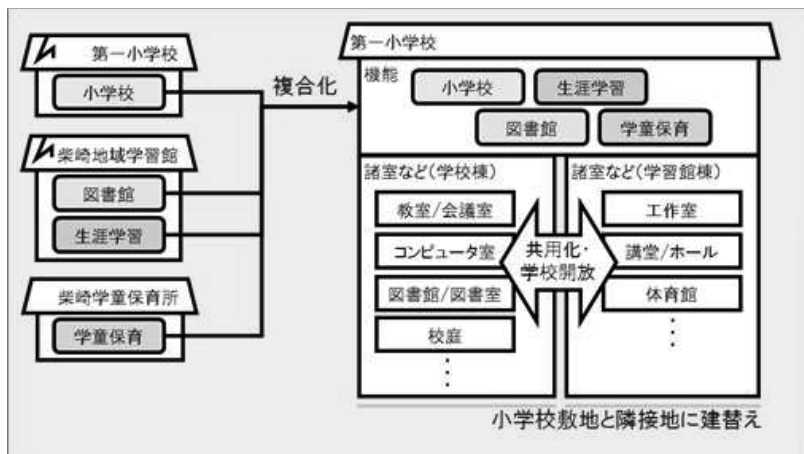 第一小学校
小学校
柴崎地域学習館
図書館
生涯学習
柴崎学童保育所
学童保育
複合化
第一小学校
機能
小学校
生涯学習
図書館
学童保育
諸室など(学校棟)
教室/会議室
コンピュータ室
図書館/図書室
校庭
共用化・
学校開放
諸室など(学習館棟)
工作室
講堂/ホール
体育館
小学校敷地と隣接地に建替え